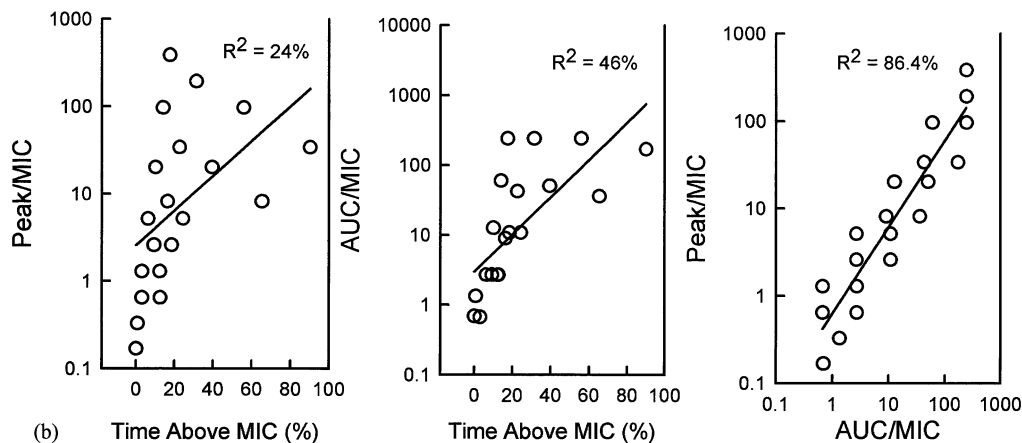 1000
100
10
1
0.1
Peak/MIC
R² = 24%
0 20 40 60 80 100
Time Above MIC (%)
(b)
10000
1000
100
10
1
0.1
AUC/MIC
R² = 46%
0 20 40 60 80 100
Time Above MIC (%)
1000
100
10
1
0.1
Peak/MIC
R² = 86.4%
0.1 1 10 100 1000
AUC/MIC